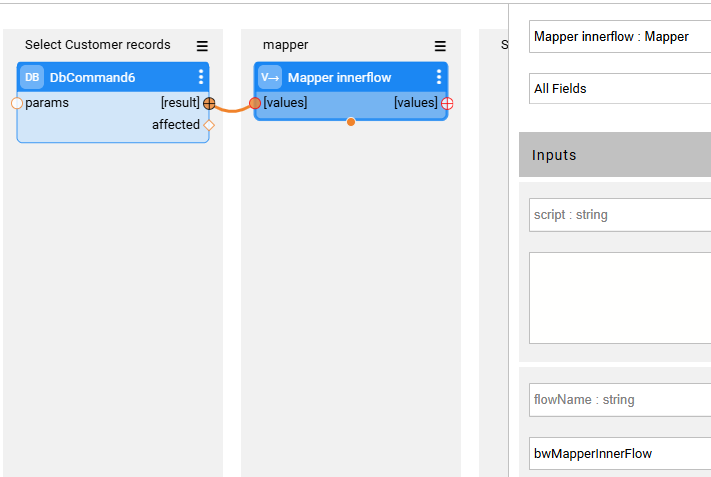 Select Customer records
DB DbCommand6
params [result]
affected
mapper
V→ Mapper innerflow
[values] [values]
S
Mapper innerflow : Mapper
All Fields
Inputs
script : string
flowName : string
bwMapperInnerFlow